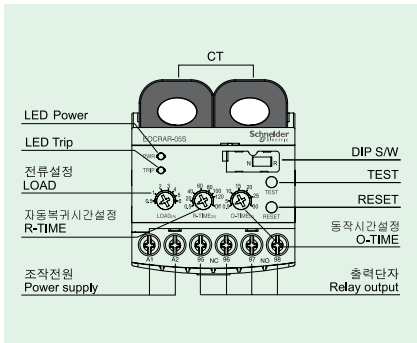 CT
LED Power
LED Trip
전류설정
LOAD
자동복귀시간설정
R-TIME
조작전원
Power supply
EOCRAR-05S
Schneider
Electric
PWR
TRIP
N R
TEST
RESET
LOAD(A)
R-TIME(S)
O-TIME(S)
A1 A2 95 NC 96 97 NO 98
DIP S/W
TEST
RESET
동작시간설정
O-TIME
출력단자
Relay output